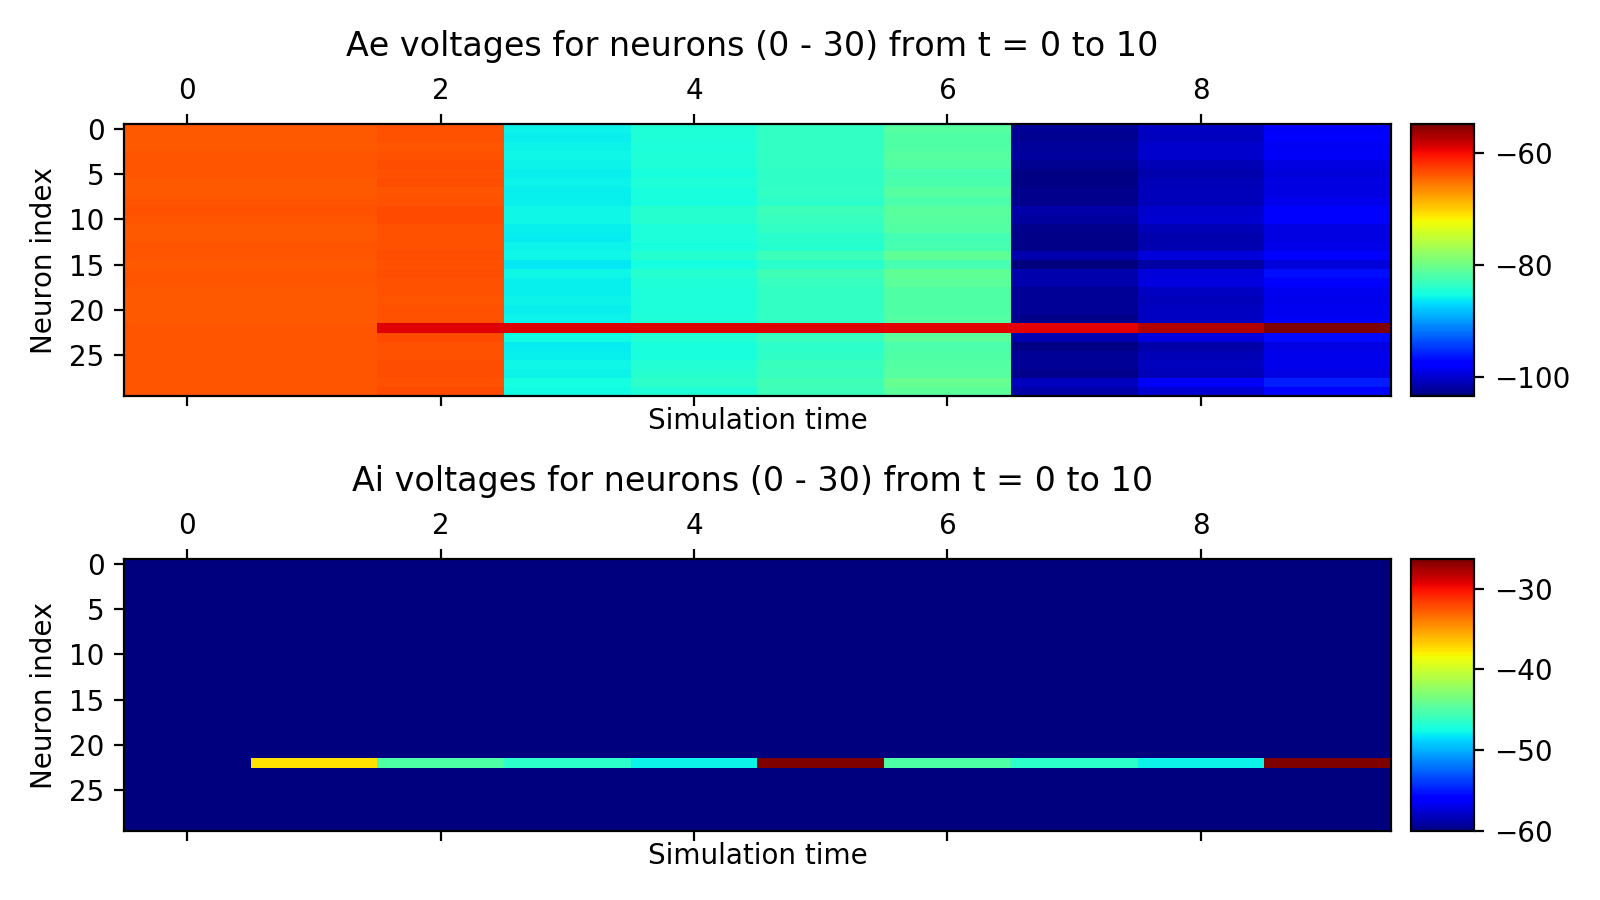 Ae voltages for neurons (0 - 30) from t = 0 to 10
0 2 4 6 8
Neuron index
0
5
10
15
20
25
−60
−80
−100
Simulation time
Ai voltages for neurons (0 - 30) from t = 0 to 10
0 2 4 6 8
Neuron index
0
5
10
15
20
25
−30
−40
−50
−60
Simulation time